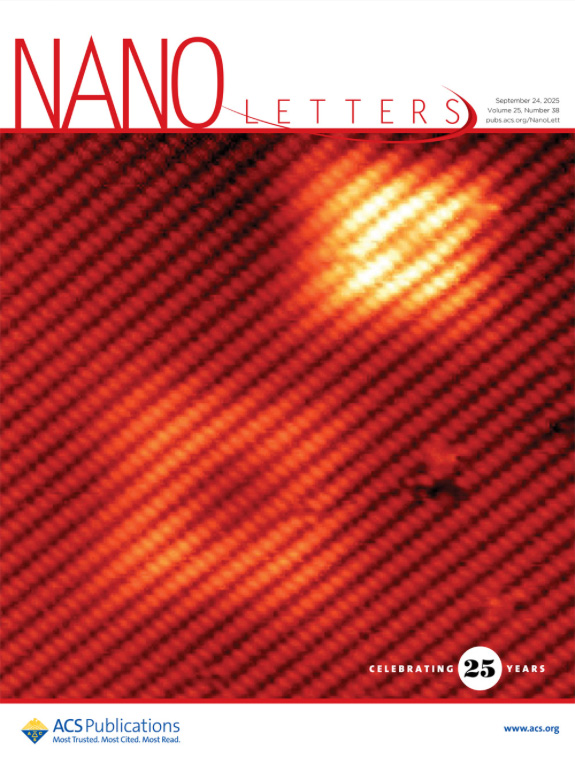 NANO LETTERS
September 24, 2025
Volume 25, Number 38
pubs.acs.org/NanoLett
CELEBRATING 25 YEARS
ACS Publications
Most Trusted. Most Cited. Most Read.
www.acs.org